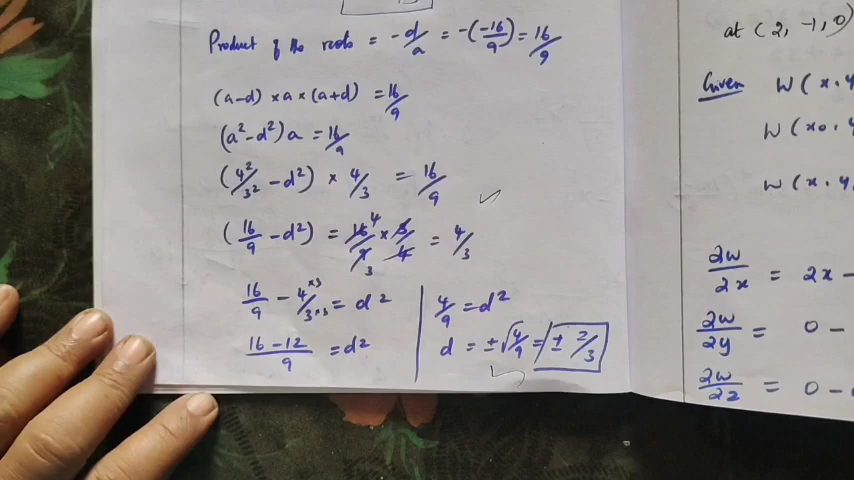 Product of the roots = -d/a = -(-16/9) = 16/9
(a-d) × a × (a+d) = 16/9
(a²-d²) a = 16/9
(4²/3² - d²) × 4/3 = 16/9
(16/9 - d²) = 16/9 × 3/4 = 4/3
16/9 - 4×3/3×3 = d²
16-12/9 = d²
4/9 = d²
d = ±√4/9 = ± 2/3
at (2, -1, 0)
Given W(x, y
W(x0, y
W(x, y,
∂w/∂x = 2x -
∂w/∂y = 0 -
∂w/∂z = 0 -